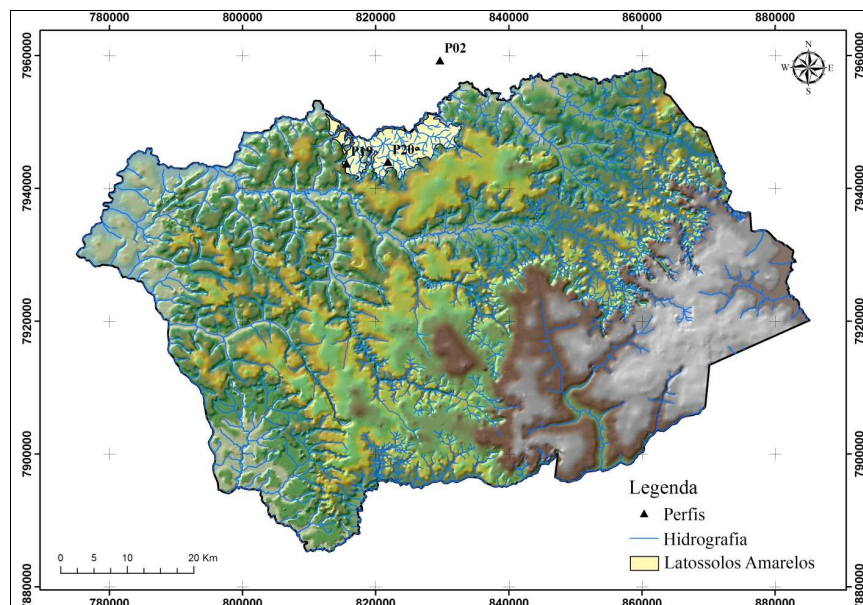 780000 800000 820000 840000 860000 880000
7960000 7960000
7940000 7940000
7920000 7920000
7900000 7900000
7880000 7880000
P02
N
W E
S
P19
P20
Legenda
Perfis
Hidrografia
Latossolos Amarelos
0 5 10 20 Km
780000 800000 820000 840000 860000 880000